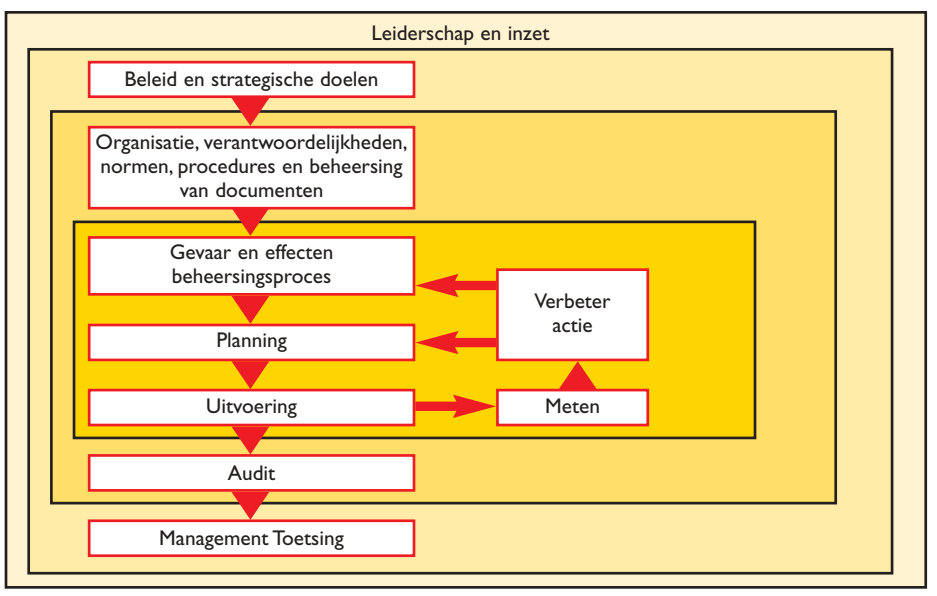 Leiderschap en inzet
Beleid en strategische doelen
Organisatie, verantwoordelijkheden,
normen, procedures en beheersing
van documenten
Gevaar en effecten
beheersingsproces
Verbeter
actie
Planning
Uitvoering
Meten
Audit
Management Toetsing